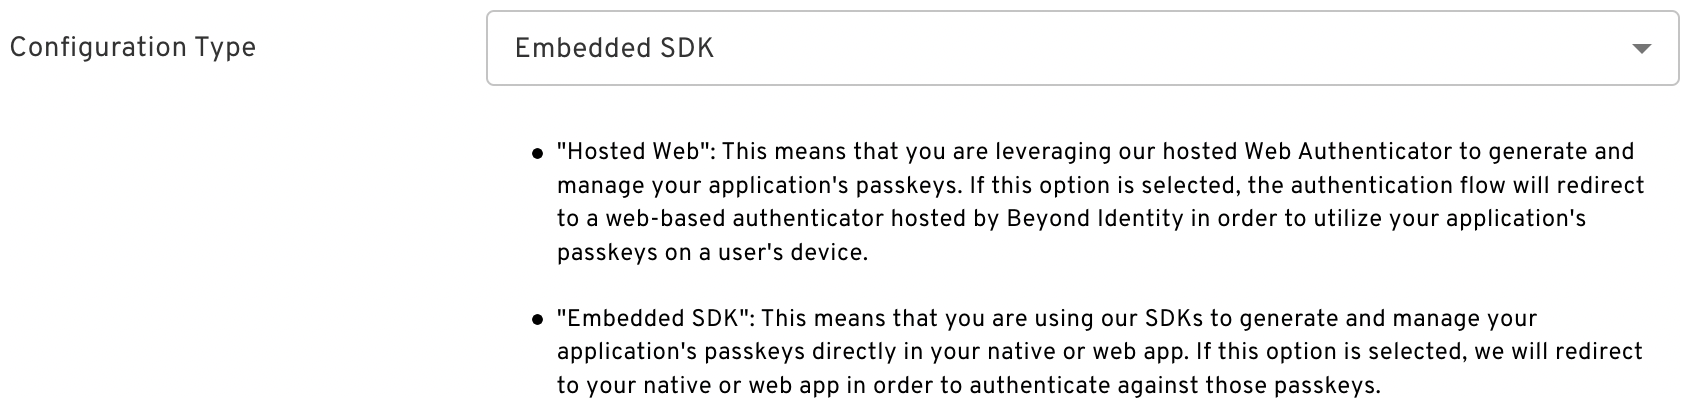 Configuration Type
Embedded SDK
• "Hosted Web": This means that you are leveraging our hosted Web Authenticator to generate and
manage your application's passkeys. If this option is selected, the authentication flow will redirect
to a web-based authenticator hosted by Beyond Identity in order to utilize your application's
passkeys on a user's device.
• "Embedded SDK": This means that you are using our SDKs to generate and manage your
application's passkeys directly in your native or web app. If this option is selected, we will redirect
to your native or web app in order to authenticate against those passkeys.